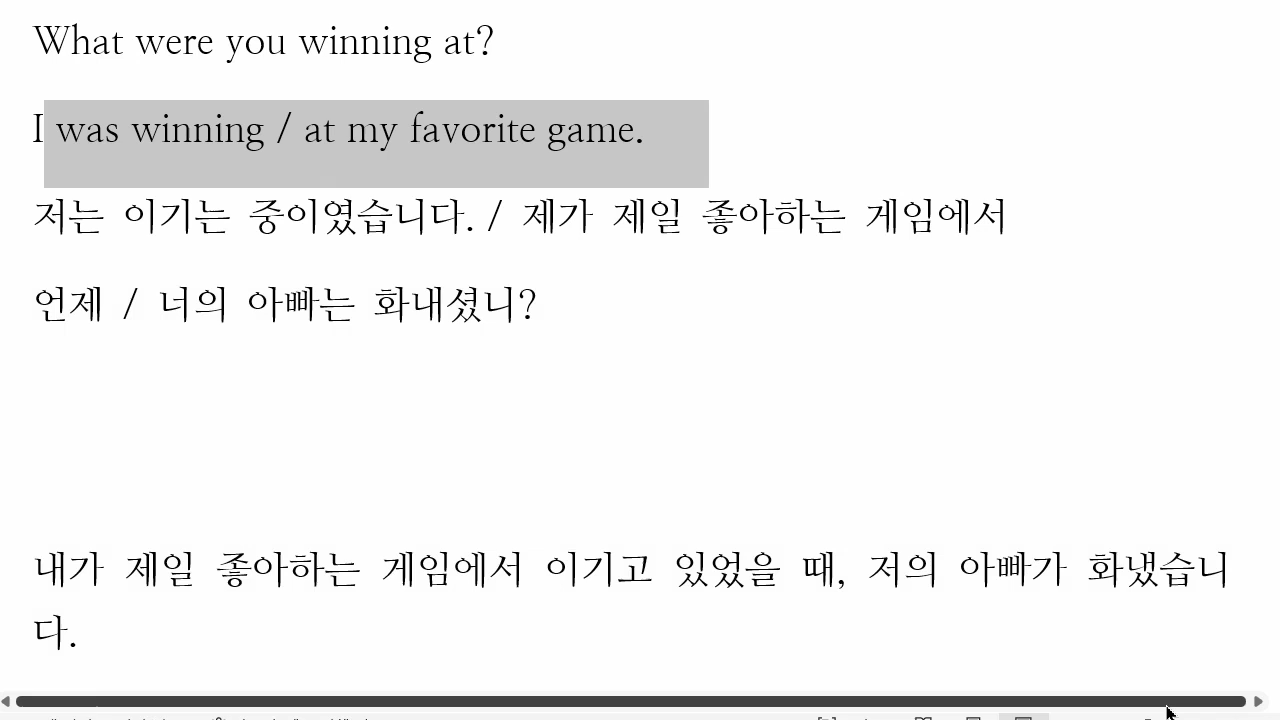 What were you winning at?
I was winning / at my favorite game.
저는 이기는 중이였습니다. / 제가 제일 좋아하는 게임에서
언제 / 너의 아빠는 화내셨니?
내가 제일 좋아하는 게임에서 이기고 있었을 때, 저의 아빠가 화냈습니
다.